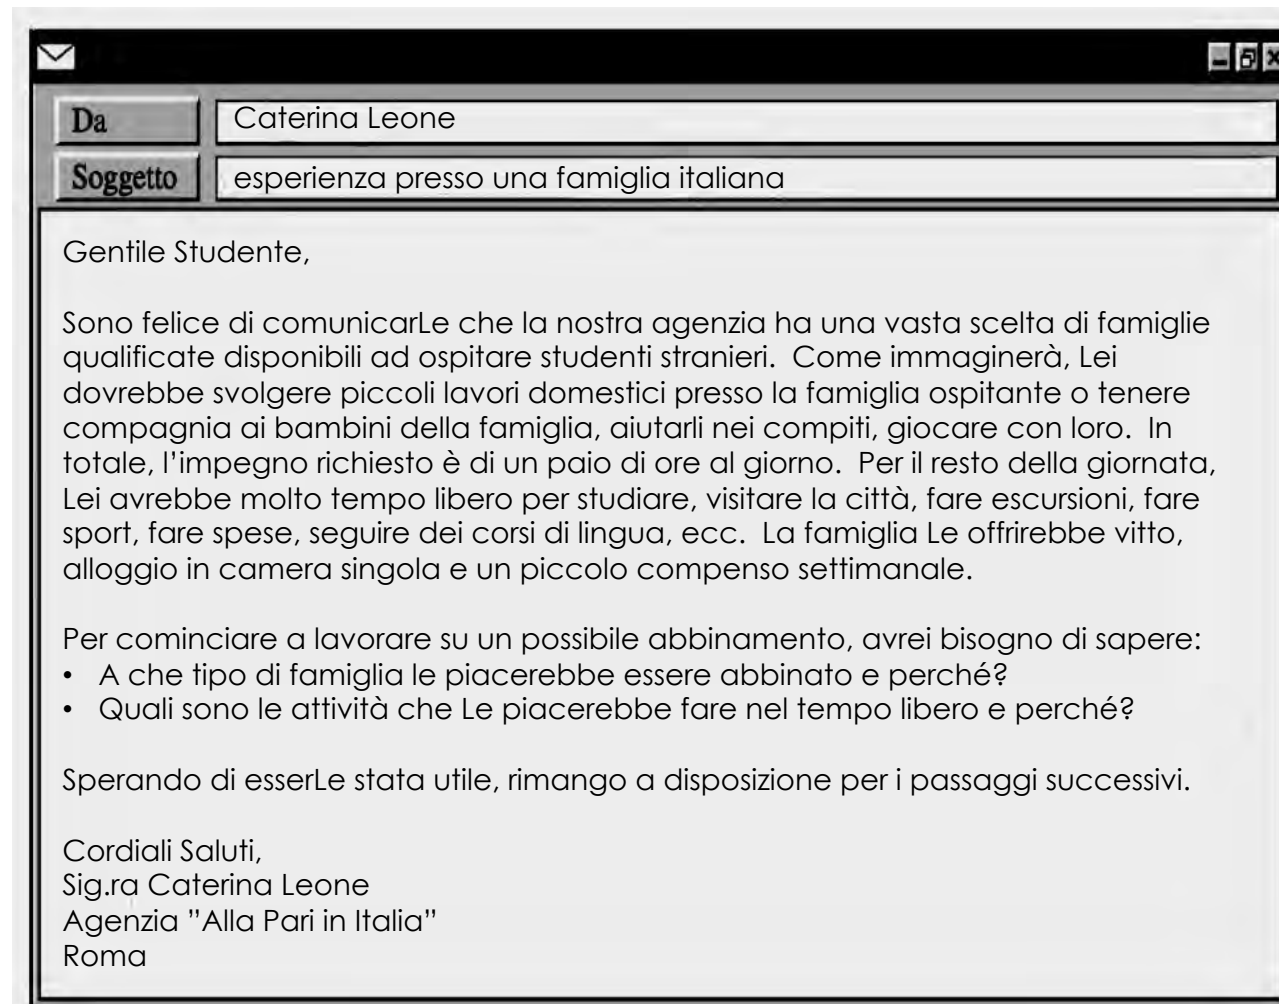 Da
Caterina Leone
Soggetto
esperienza presso una famiglia italiana
Gentile Studente,
Sono felice di comunicarLe che la nostra agenzia ha una vasta scelta di famiglie
qualificate disponibili ad ospitare studenti stranieri. Come immaginerà, Lei
dovrebbe svolgere piccoli lavori domestici presso la famiglia ospitante o tenere
compagnia ai bambini della famiglia, aiutarli nei compiti, giocare con loro. In
totale, l'impegno richiesto è di un paio di ore al giorno. Per il resto della giornata,
Lei avrebbe molto tempo libero per studiare, visitare la città, fare escursioni, fare
sport, fare spese, seguire dei corsi di lingua, ecc. La famiglia Le offrirebbe vitto,
alloggio in camera singola e un piccolo compenso settimanale.
Per cominciare a lavorare su un possibile abbinamento, avrei bisogno di sapere:
• A che tipo di famiglia le piacerebbe essere abbinato e perché?
• Quali sono le attività che Le piacerebbe fare nel tempo libero e perché?
Sperando di esserLe stata utile, rimango a disposizione per i passaggi successivi.
Cordiali Saluti,
Sig.ra Caterina Leone
Agenzia "Alla Pari in Italia"
Roma